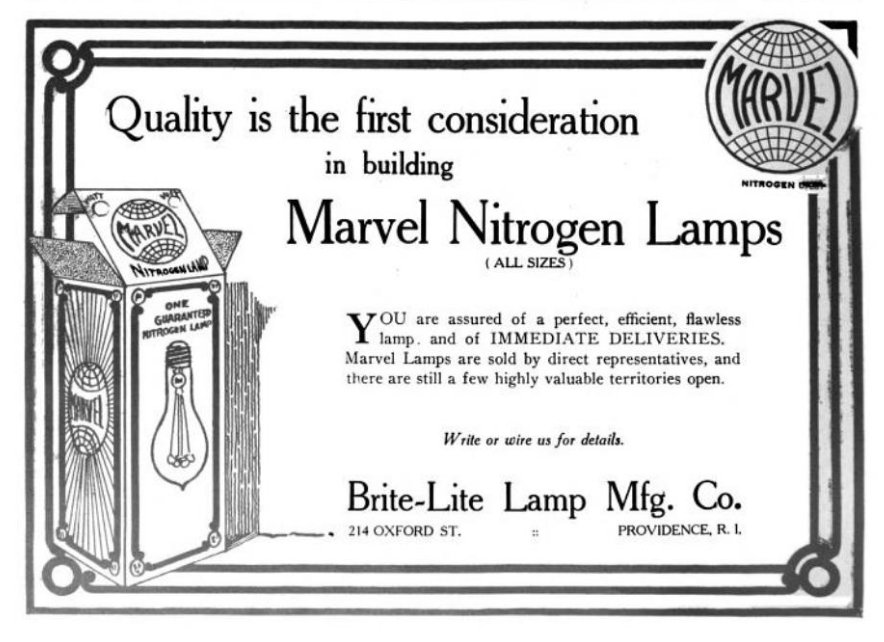 MARVEL
NITROGEN LAMP
Quality is the first consideration
in building
Marvel Nitrogen Lamps
( ALL SIZES )
YOU are assured of a perfect, efficient, flawless
lamp. and of IMMEDIATE DELIVERIES.
Marvel Lamps are sold by direct representatives, and
there are still a few highly valuable territories open.
Write or wire us for details.
Brite-Lite Lamp Mfg. Co.
214 OXFORD ST. :: PROVIDENCE, R. I.
WATT
MARVEL
NITROGEN LAMP
ONE
GUARANTEED
NITROGEN LAMP
MARVEL